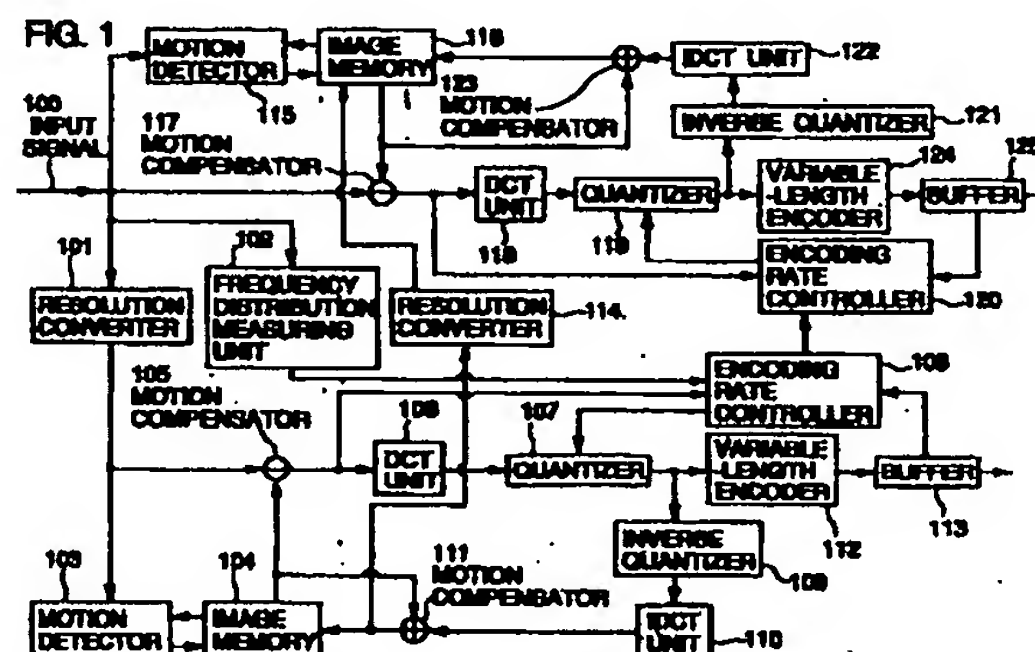 FIG. 1
MOTION
DETECTOR
115
IMAGE
MEMORY
116
123
MOTION
COMPENSATOR
IDCT UNIT
122
INVERSE QUANTIZER
121
100
INPUT
SIGNAL
117
MOTION
COMPENSATOR
DCT
UNIT
118
QUANTIZER
119
VARIABLE
-LENGTH
ENCODER
124
BUFFER
125
ENCODING
RATE
CONTROLLER
120
101
RESOLUTION
CONVERTER
102
FREQUENCY
DISTRIBUTION
MEASURING
UNIT
RESOLUTION
CONVERTER
114.
105
MOTION
COMPENSATOR
106
DCT
UNIT
107
QUANTIZER
ENCODING
RATE
CONTROLLER
108
VARIABLE
-LENGTH
ENCODER
112
BUFFER
113
INVERSE
QUANTIZER
109
103
MOTION
DETECTOR
104
IMAGE
MEMORY
111
MOTION
COMPENSATOR
IDCT
UNIT
110